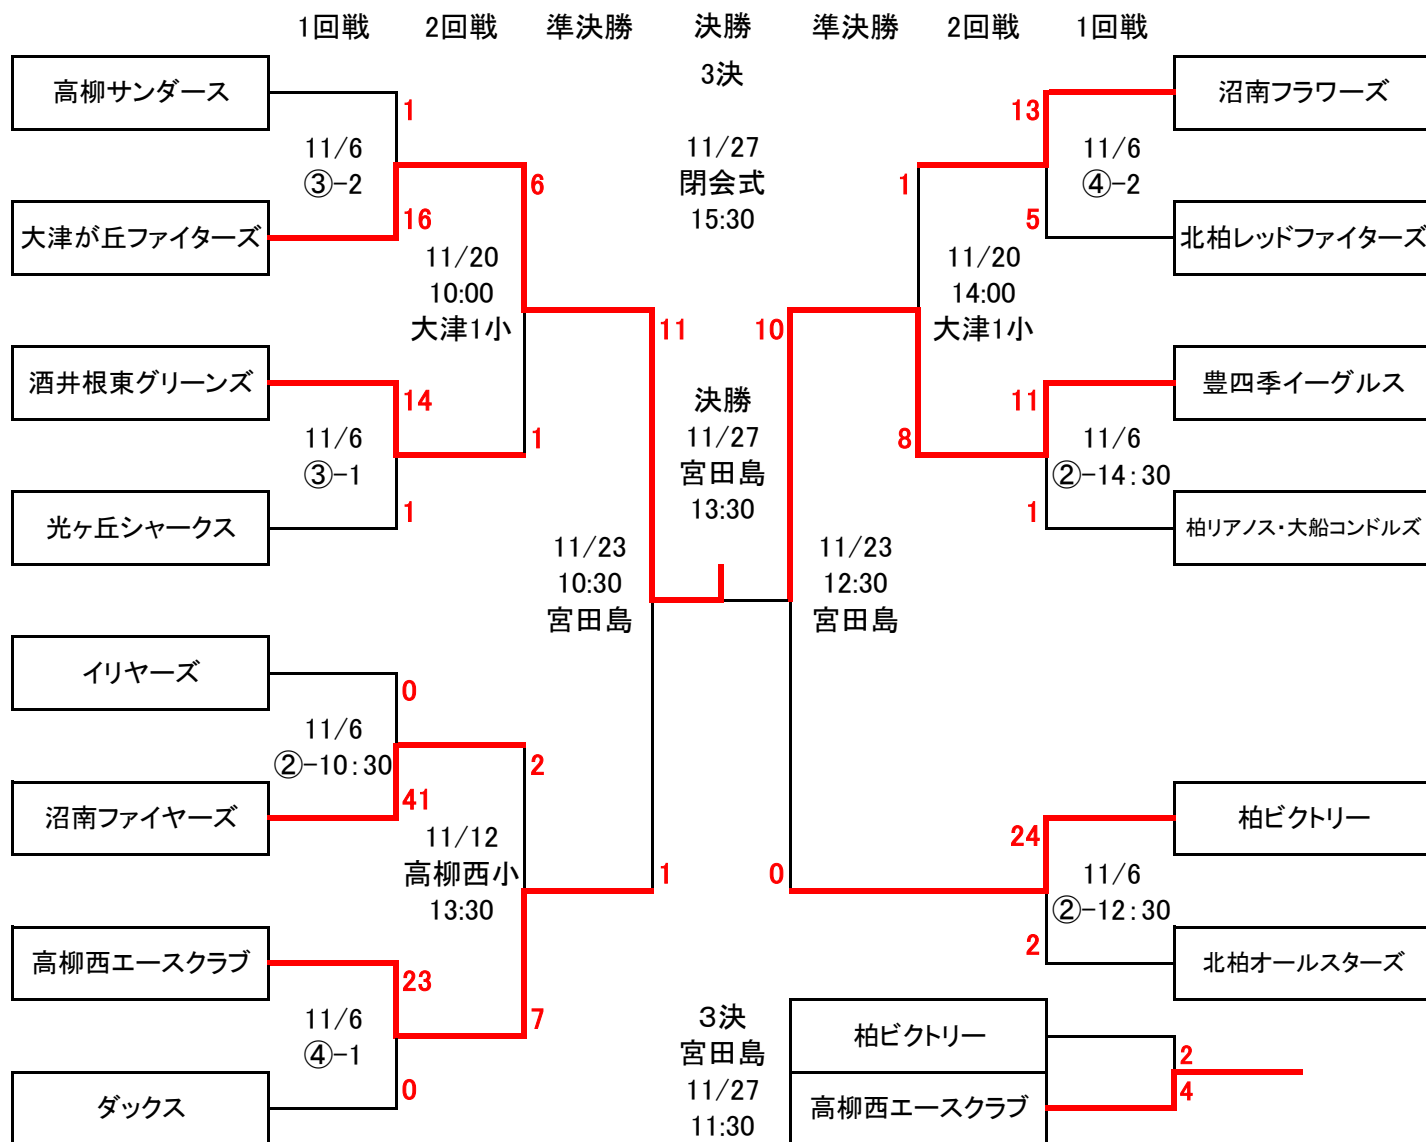 1回戦 2回戦 準決勝 決勝 準決勝 2回戦 1回戦
3決
高柳サンダース
1
11/6
③-2
16
大津が丘ファイターズ
6
11/20
10:00
大津1小
酒井根東グリーンズ
14
11/6
③-1
1
光ヶ丘シャークス
1
11
11/23
10:30
宮田島
イリヤーズ
0
11/6
②-10:30
41
沼南ファイヤーズ
2
11/12
高柳西小
13:30
高柳西エースクラブ
23
11/6
④-1
0
ダックス
7
1
11/27
閉会式
15:30
決勝
11/27
宮田島
13:30
沼南フラワーズ
13
11/6
④-2
5
北柏レッドファイターズ
1
11/20
14:00
大津1小
豊四季イーグルス
11
11/6
②-14:30
1
柏リアノス・大船コンドルズ
8
10
11/23
12:30
宮田島
柏ビクトリー
24
11/6
②-12:30
2
北柏オールスターズ
0
3決
宮田島
11/27
11:30
柏ビクトリー
2
高柳西エースクラブ
4